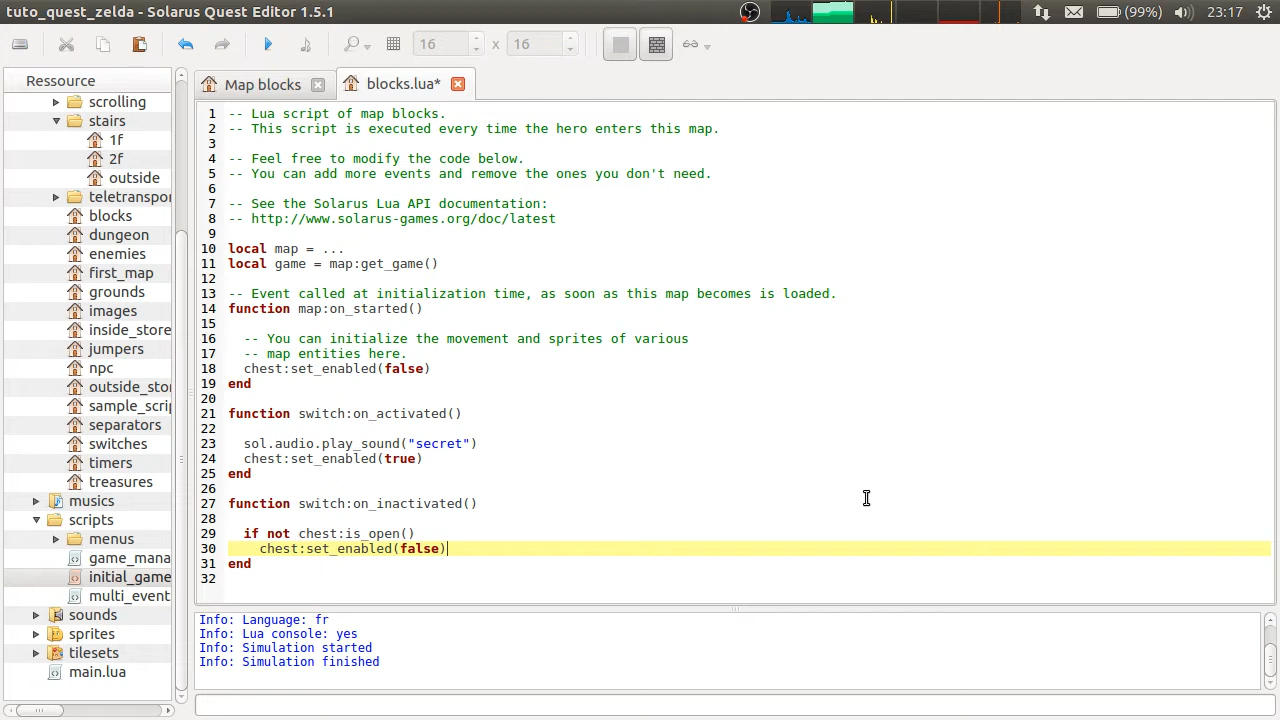 tuto_quest_zelda - Solarus Quest Editor 1.5.1
(99%)
23:17
16
x
16
Ressource
scrolling
stairs
1f
2f
outside
teletranspor
blocks
dungeon
enemies
first_map
grounds
images
inside_store
jumpers
npc
outside_sto
sample_scrip
separators
switches
timers
treasures
musics
scripts
menus
game_mana
initial_game
multi_event
sounds
sprites
tilesets
main.lua
Map blocks
blocks.lua*
1 -- Lua script of map blocks.
2 -- This script is executed every time the hero enters this map.
3
4 -- Feel free to modify the code below.
5 -- You can add more events and remove the ones you don't need.
6
7 -- See the Solarus Lua API documentation:
8 -- http://www.solarus-games.org/doc/latest
9
10 local map = ...
11 local game = map:get_game()
12
13 -- Event called at initialization time, as soon as this map becomes is loaded.
14 function map:on_started()
15
16 -- You can initialize the movement and sprites of various
17 -- map entities here.
18 chest:set_enabled(false)
19 end
20
21 function switch:on_activated()
22
23 sol.audio.play_sound("secret")
24 chest:set_enabled(true)
25 end
26
27 function switch:on_inactivated()
28
29 if not chest:is_open()
30 chest:set_enabled(false)
31 end
32
Info: Language: fr
Info: Lua console: yes
Info: Simulation started
Info: Simulation finished